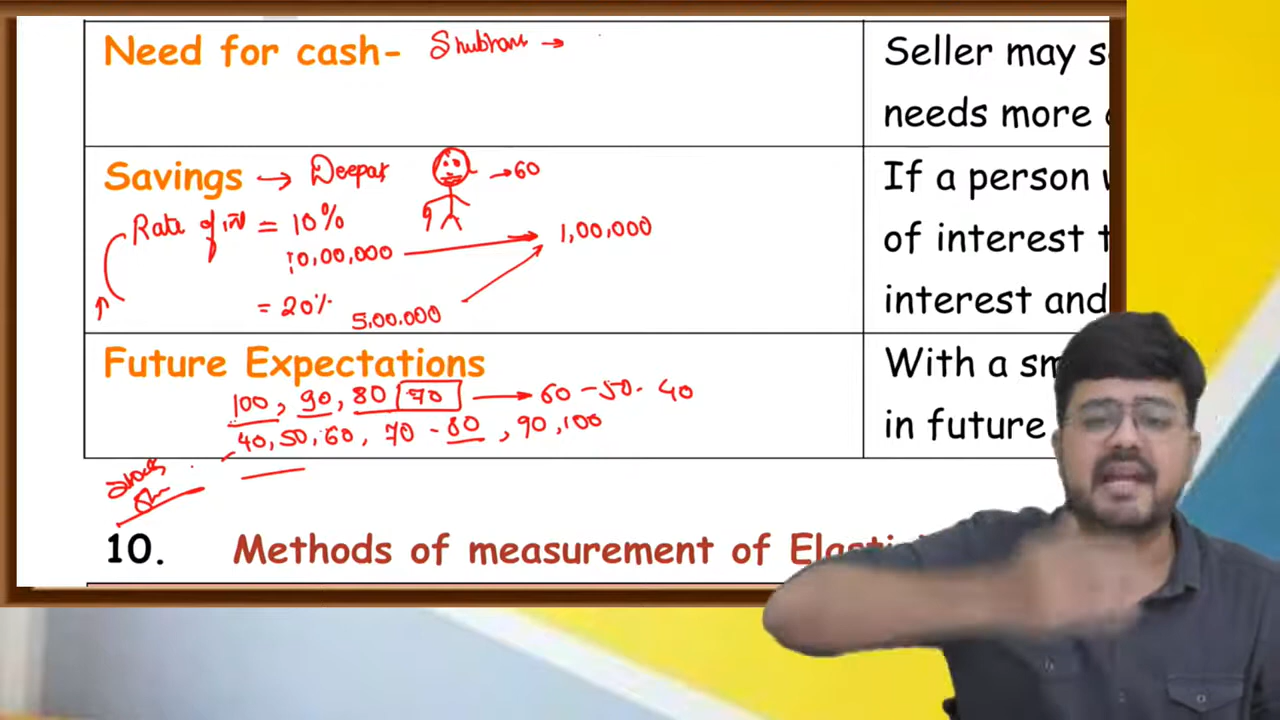 Need for cash- Shubham →
Seller may s
needs more
Savings → Deepak → 60
Rate of int = 10%
10,00,000 → 1,00,000
= 20%
5,00,000
If a person
of interest t
interest and
Future Expectations
100, 90, 80 70 → 60 - 50 - 40
- 40, 50, 60, 70 - 80, 90, 100
With a sm
in future
10. Methods of measurement of Elastici